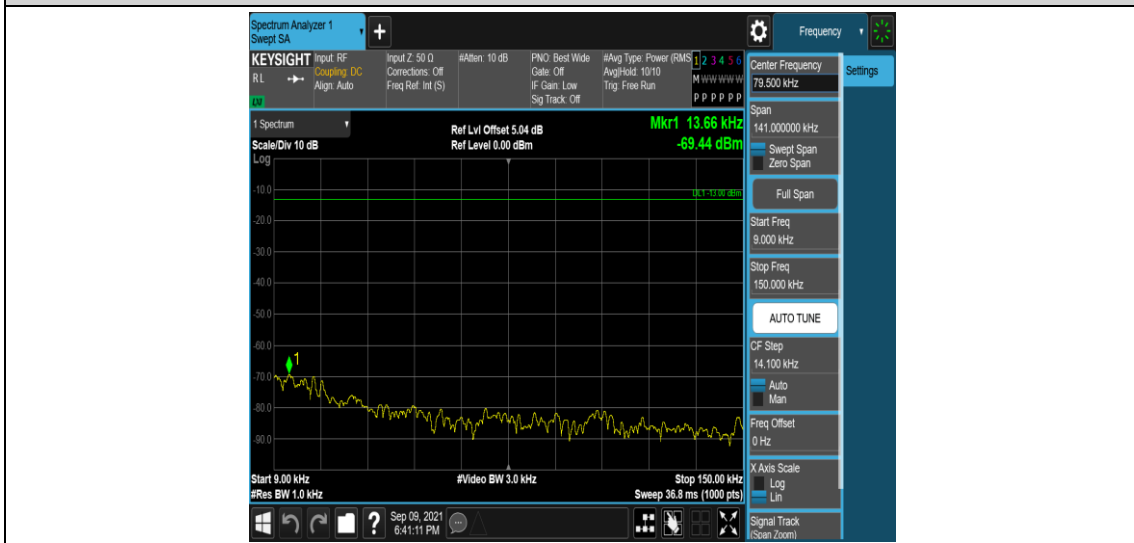 Spectrum Analyzer 1
Swept SA
+
Frequency
KEYSIGHT
RL
LXI
Input: RF
Coupling: DC
Align: Auto
Input Z: 50 Ω
Corrections: Off
Freq Ref: Int (S)
#Atten: 10 dB
PNO: Best Wide
Gate: Off
IF Gain: Low
Sig Track: Off
#Avg Type: Power (RMS
Avg|Hold: 10/10
Trig: Free Run
1 2 3 4 5 6
M W W W W W
P P P P P P
1 Spectrum
Scale/Div 10 dB
Log
Ref Lvl Offset 5.04 dB
Ref Level 0.00 dBm
Mkr1 13.66 kHz
-69.44 dBm
DL1 -13.00 dBm
-10.0
-20.0
-30.0
-40.0
-50.0
-60.0
-70.0
-80.0
-90.0
1
Start 9.00 kHz
#Res BW 1.0 kHz
#Video BW 3.0 kHz
Stop 150.00 kHz
Sweep 36.8 ms (1000 pts)
Center Frequency
79.500 kHz
Settings
Span
141.000000 kHz
Swept Span
Zero Span
Full Span
Start Freq
9.000 kHz
Stop Freq
150.000 kHz
AUTO TUNE
CF Step
14.100 kHz
Auto
Man
Freq Offset
0 Hz
X Axis Scale
Log
Lin
Signal Track
(Span Zoom)
?
Sep 09, 2021
6:41:11 PM